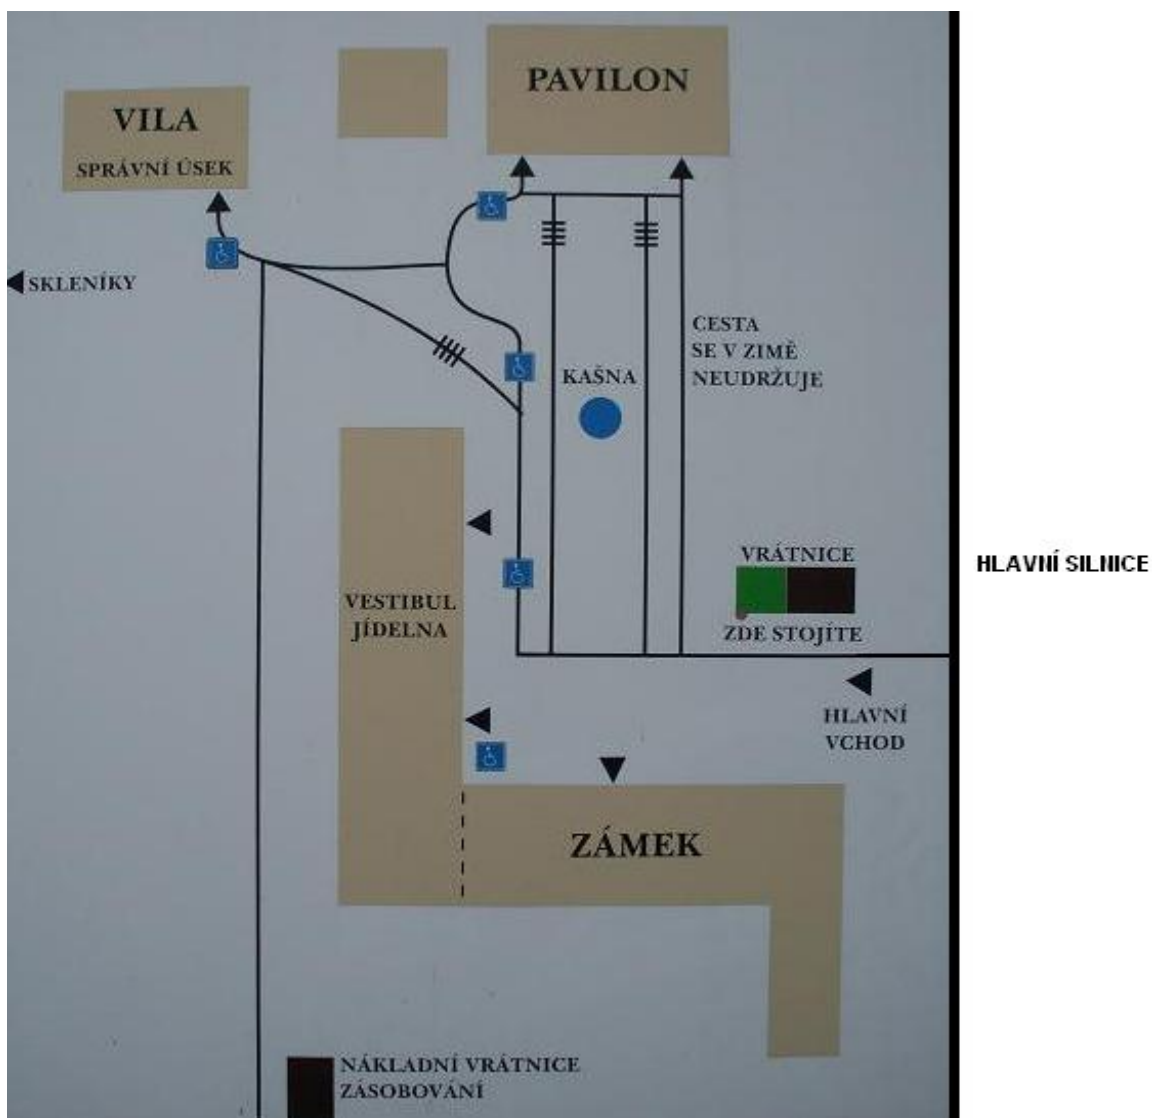 PAVILON
VILA
SPRÁVNÍ ÚSEK
SKLENÍKY
CESTA
SE V ZIMĚ
NEUDRŽUJE
KAŠNA
VRÁTNICE
ZDE STOJÍTE
HLAVNÍ SILNICE
VESTIBUL
JÍDELNA
HLAVNÍ
VCHOD
ZÁMEK
NÁKLADNÍ VRÁTNICE
ZÁSOBOVÁNÍ